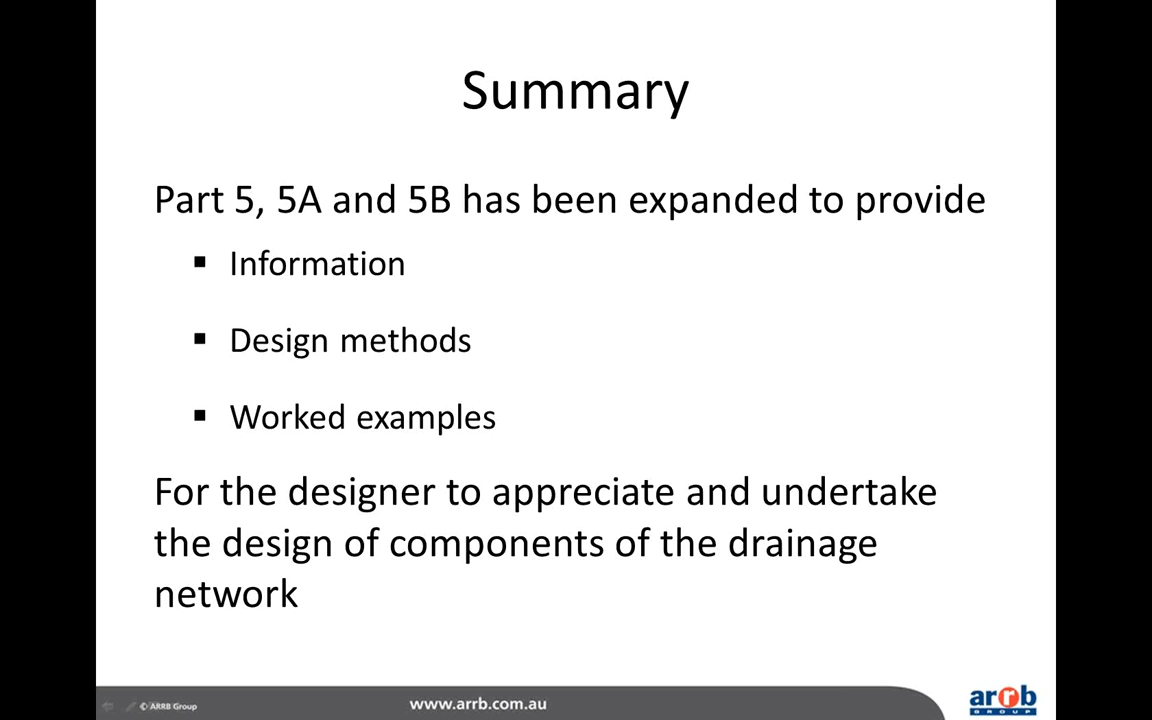 Summary
Part 5, 5A and 5B has been expanded to provide
▪ Information
▪ Design methods
▪ Worked examples
For the designer to appreciate and undertake
the design of components of the drainage
network
© ARRB Group
www.arrb.com.au
arrb
GROUP